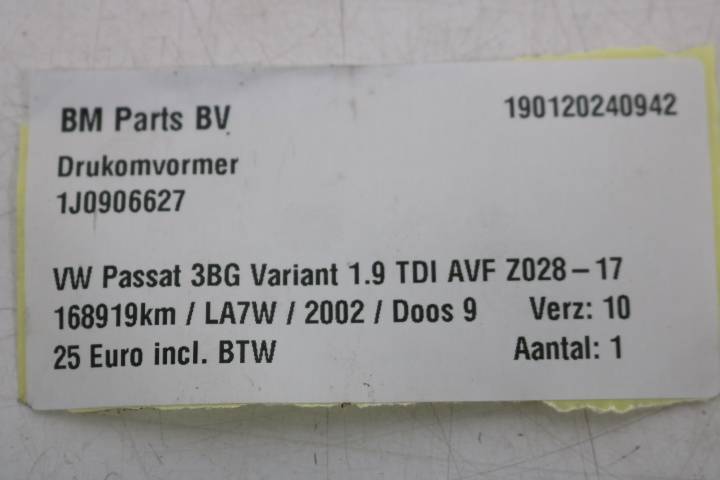 BM Parts BV 190120240942
Drukomvormer
1J0906627
VW Passat 3BG Variant 1.9 TDI AVF Z028-17
168919km / LA7W / 2002 / Doos 9 Verz: 10
25 Euro incl. BTW Aantal: 1